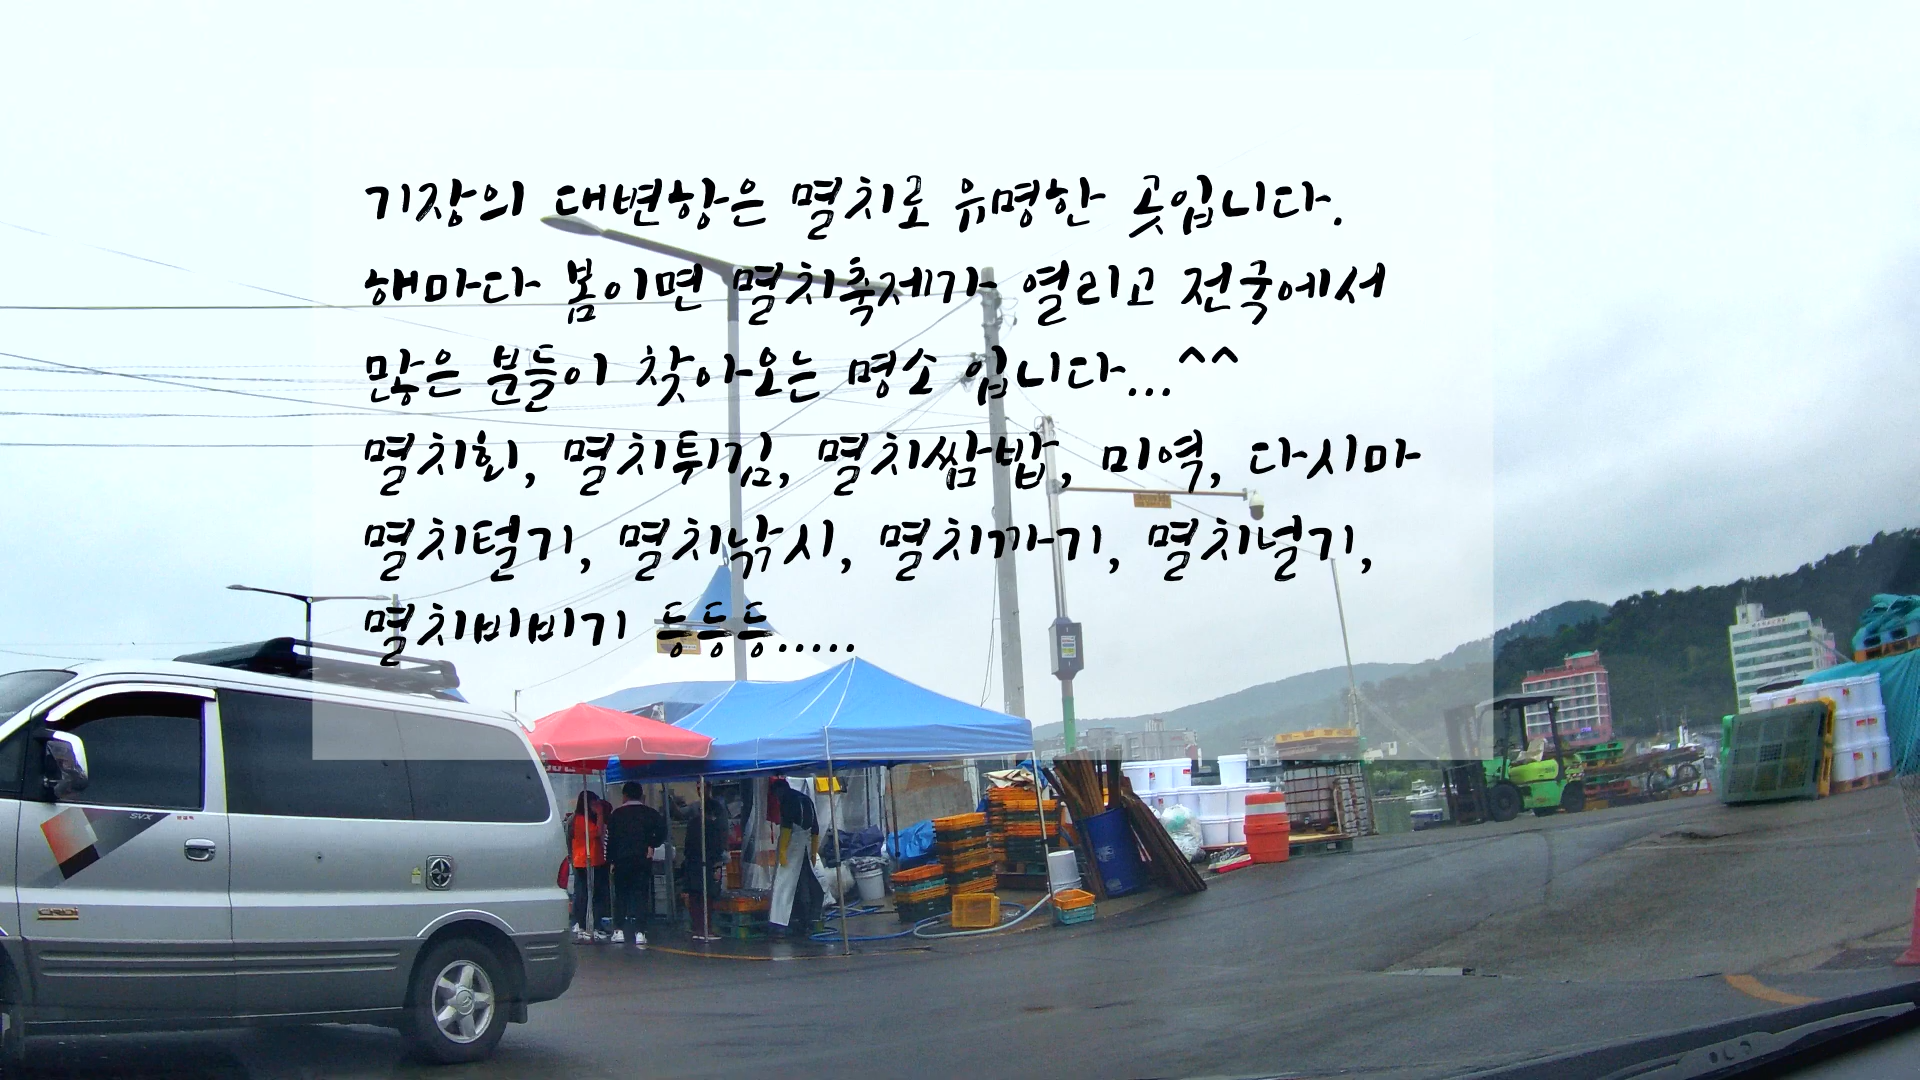 기장의 대변항은 멸치로 유명한 곳입니다.
해마다 봄이면 멸치축제가 열리고 전국에서
많은 분들이 찾아오는 명소 입니다...^^
멸치회, 멸치튀김, 멸치쌈밥, 미역, 다시마
멸치털기, 멸치낚시, 멸치까기, 멸치널기,
멸치비비기 등등등.....
SVX
CRDi